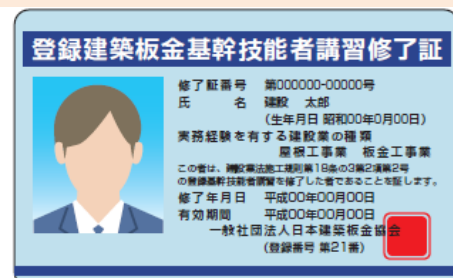 登録建築板金基幹技能者講習修了証
修了証番号 第000000-00000号
氏 名 建設 太郎
(生年月日 昭和00年0月00日)
実務経験を有する建設業の種類
屋根工事業 板金工事業
この者は、建設業法施工規則第18条の3第2項第2号
の登録基幹技能者講習を修了した者であることを証します。
修了年月日 平成00年00月00日
有効期間 平成00年00月00日
一般社団法人日本建築板金協会
(登録番号 第21番)